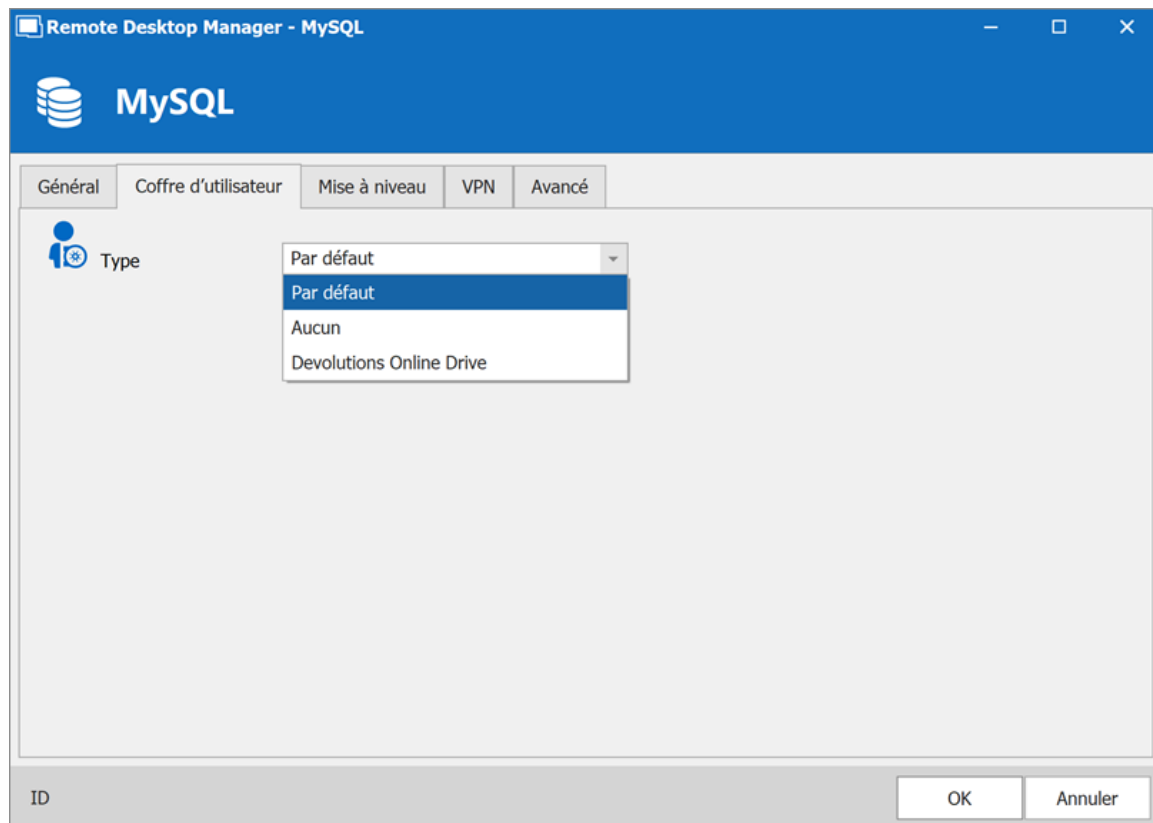 Remote Desktop Manager - MySQL
MySQL
Général Coffre d’utilisateur Mise à niveau VPN Avancé
Type Par défaut
Par défaut
Aucun
Devolutions Online Drive
ID OK Annuler